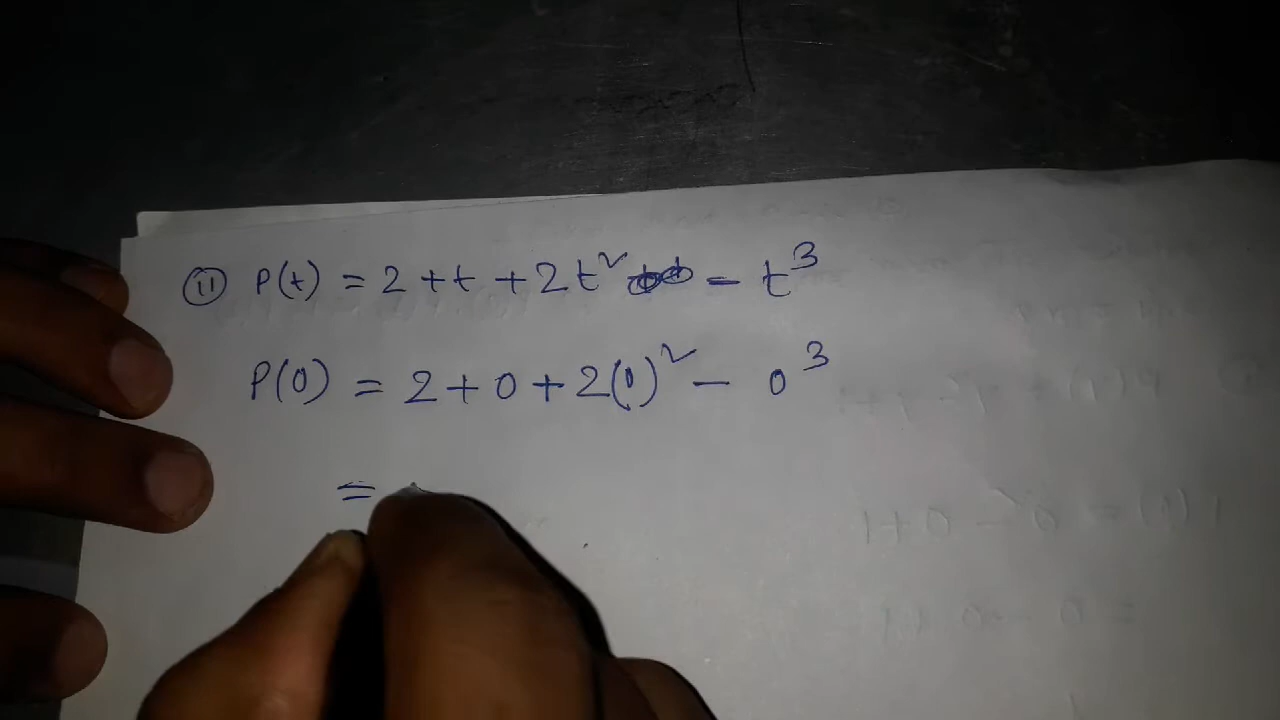 (ii) P(t) = 2 + t + 2t² - t³
P(0) = 2 + 0 + 2(0)² - 0³
=